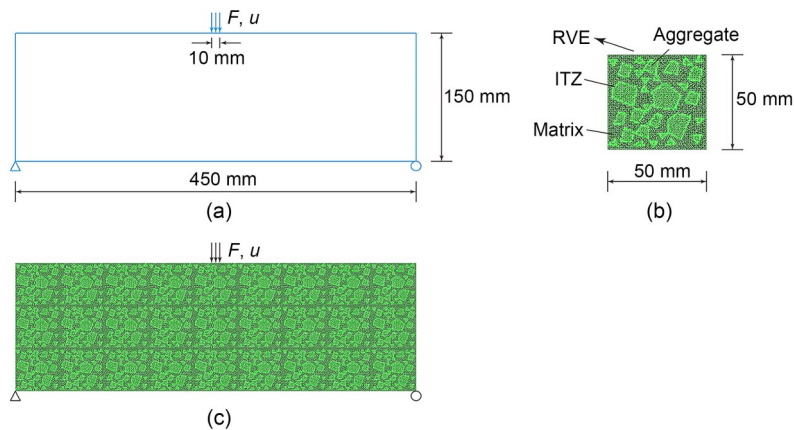 F, u
10 mm
150 mm
450 mm
(a)
RVE
Aggregate
ITZ
Matrix
50 mm
50 mm
(b)
F, u
(c)